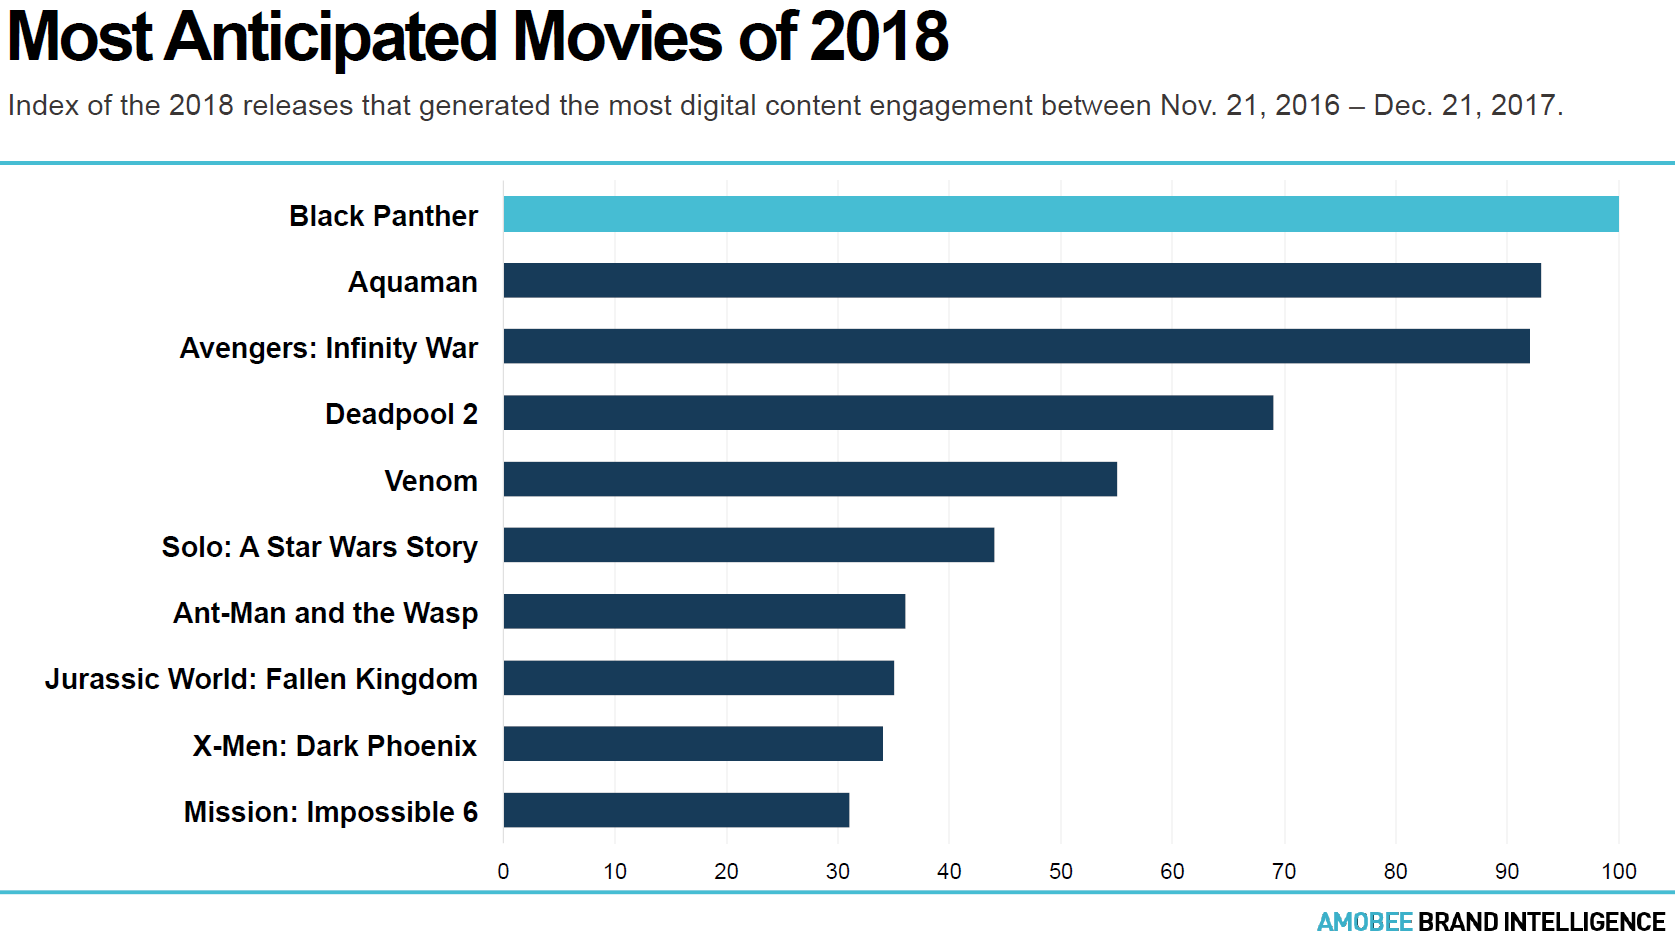 Most Anticipated Movies of 2018
Index of the 2018 releases that generated the most digital content engagement between Nov. 21, 2016 – Dec. 21, 2017.
Black Panther
Aquaman
Avengers: Infinity War
Deadpool 2
Venom
Solo: A Star Wars Story
Ant-Man and the Wasp
Jurassic World: Fallen Kingdom
X-Men: Dark Phoenix
Mission: Impossible 6
0 10 20 30 40 50 60 70 80 90 100
AMOBEE BRAND INTELLIGENCE